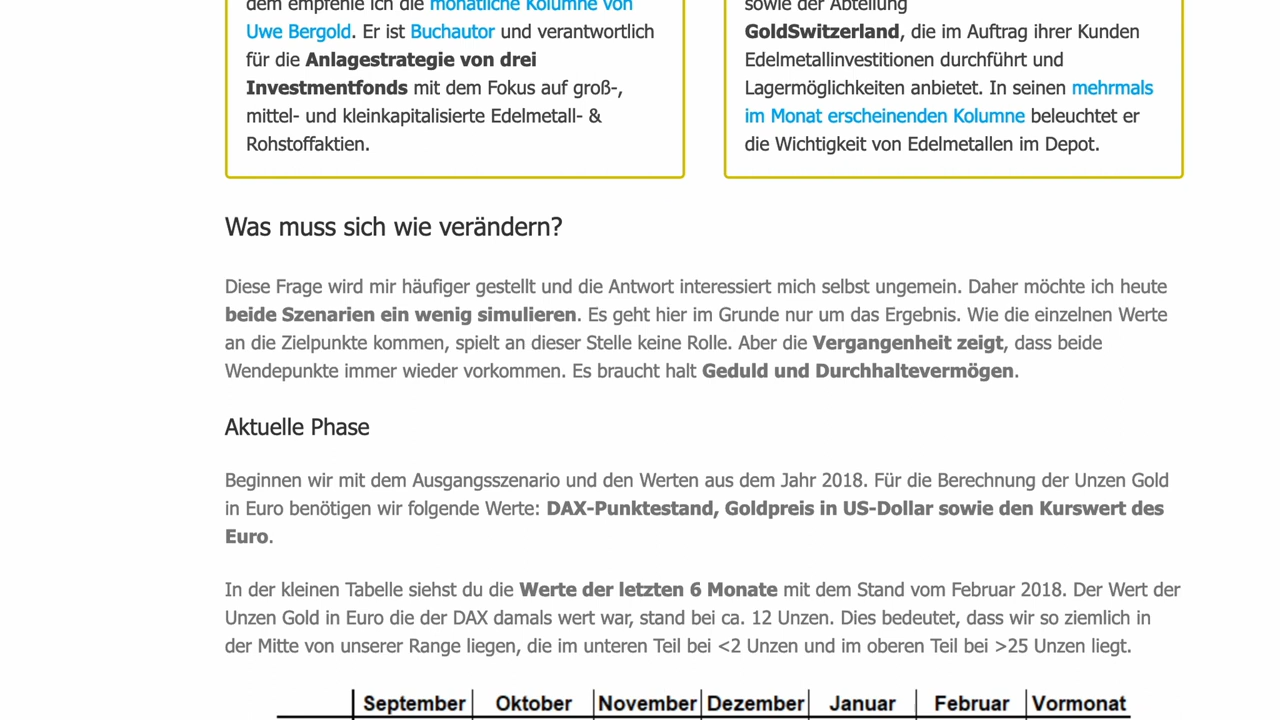 dem empfehle ich die monatliche Kolumne von
Uwe Bergold. Er ist Buchautor und verantwortlich
für die Anlagestrategie von drei
Investmentfonds mit dem Fokus auf groß-,
mittel- und kleinkapitalisierte Edelmetall- &
Rohstoffaktien.
sowie der Abteilung
GoldSwitzerland, die im Auftrag ihrer Kunden
Edelmetallinvestitionen durchführt und
Lagermöglichkeiten anbietet. In seinen mehrmals
im Monat erscheinenden Kolumne beleuchtet er
die Wichtigkeit von Edelmetallen im Depot.
Was muss sich wie verändern?
Diese Frage wird mir häufiger gestellt und die Antwort interessiert mich selbst ungemein. Daher möchte ich heute
beide Szenarien ein wenig simulieren. Es geht hier im Grunde nur um das Ergebnis. Wie die einzelnen Werte
an die Zielpunkte kommen, spielt an dieser Stelle keine Rolle. Aber die Vergangenheit zeigt, dass beide
Wendepunkte immer wieder vorkommen. Es braucht halt Geduld und Durchhaltevermögen.
Aktuelle Phase
Beginnen wir mit dem Ausgangsszenario und den Werten aus dem Jahr 2018. Für die Berechnung der Unzen Gold
in Euro benötigen wir folgende Werte: DAX-Punktestand, Goldpreis in US-Dollar sowie den Kurswert des
Euro.
In der kleinen Tabelle siehst du die Werte der letzten 6 Monate mit dem Stand vom Februar 2018. Der Wert der
Unzen Gold in Euro die der DAX damals wert war, stand bei ca. 12 Unzen. Dies bedeutet, dass wir so ziemlich in
der Mitte von unserer Range liegen, die im unteren Teil bei <2 Unzen und im oberen Teil bei >25 Unzen liegt.
September Oktober November Dezember Januar Februar Vormonat